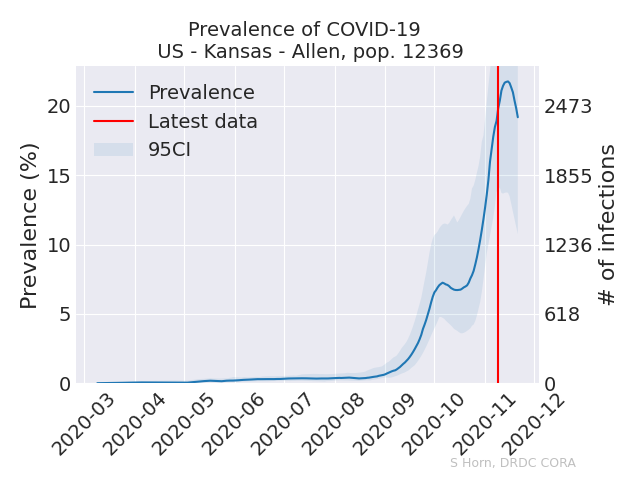 Prevalence of COVID-19
US - Kansas - Allen, pop. 12369
Prevalence
Latest data
95CI
Prevalence (%)
20
15
10
5
0
2473
1855
1236
618
0
# of infections
2020-03
2020-04
2020-05
2020-06
2020-07
2020-08
2020-09
2020-10
2020-11
2020-12
S Horn, DRDC CORA